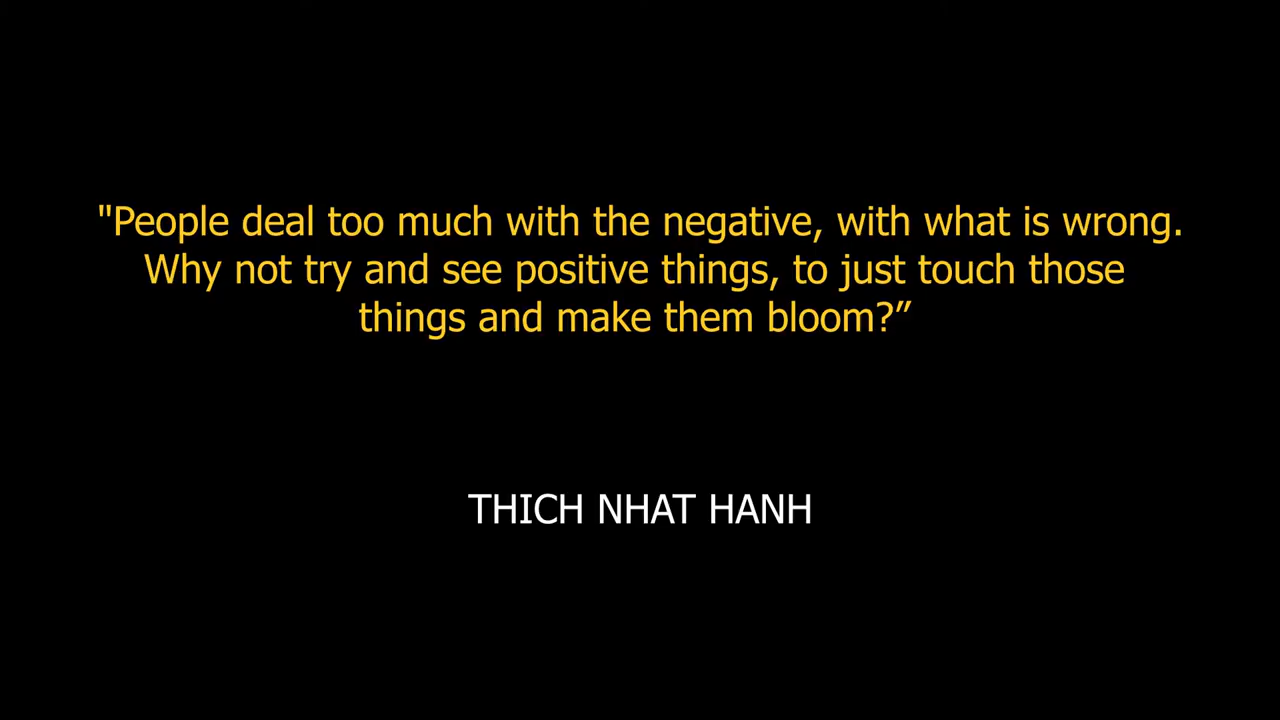 "People deal too much with the negative, with what is wrong.
Why not try and see positive things, to just touch those
things and make them bloom?”
THICH NHAT HANH